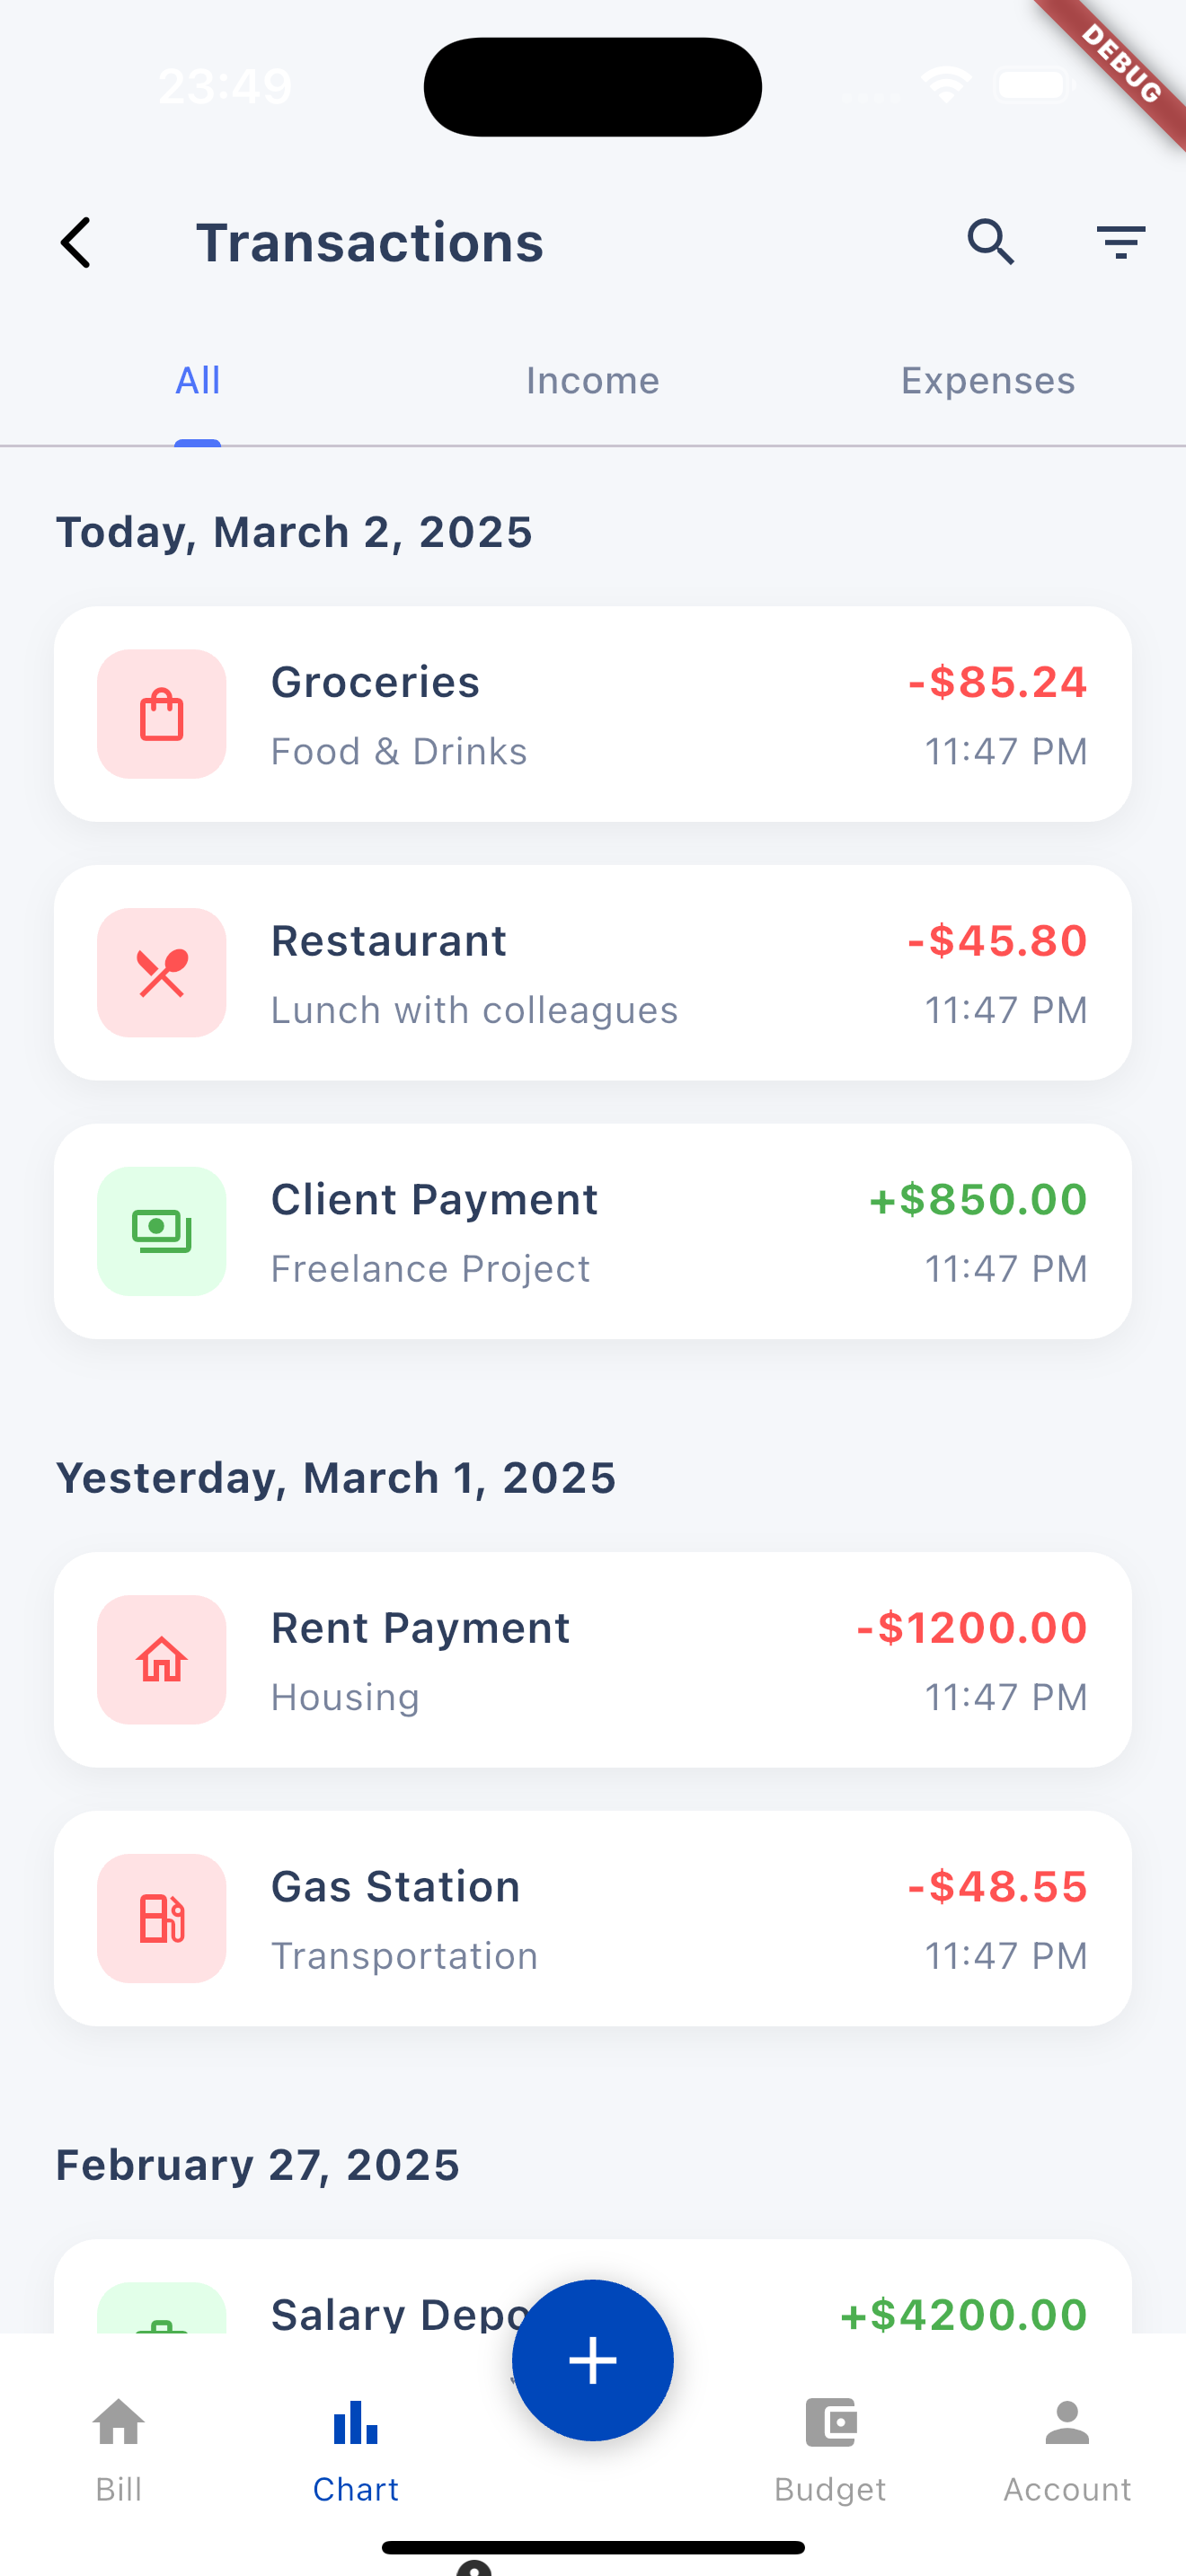 23:49
DEBUG
Transactions
All Income Expenses
Today, March 2, 2025
Groceries -$85.24
Food & Drinks 11:47 PM
Restaurant -$45.80
Lunch with colleagues 11:47 PM
Client Payment +$850.00
Freelance Project 11:47 PM
Yesterday, March 1, 2025
Rent Payment -$1200.00
Housing 11:47 PM
Gas Station -$48.55
Transportation 11:47 PM
February 27, 2025
Salary +$4200.00
Bill Chart Budget Account